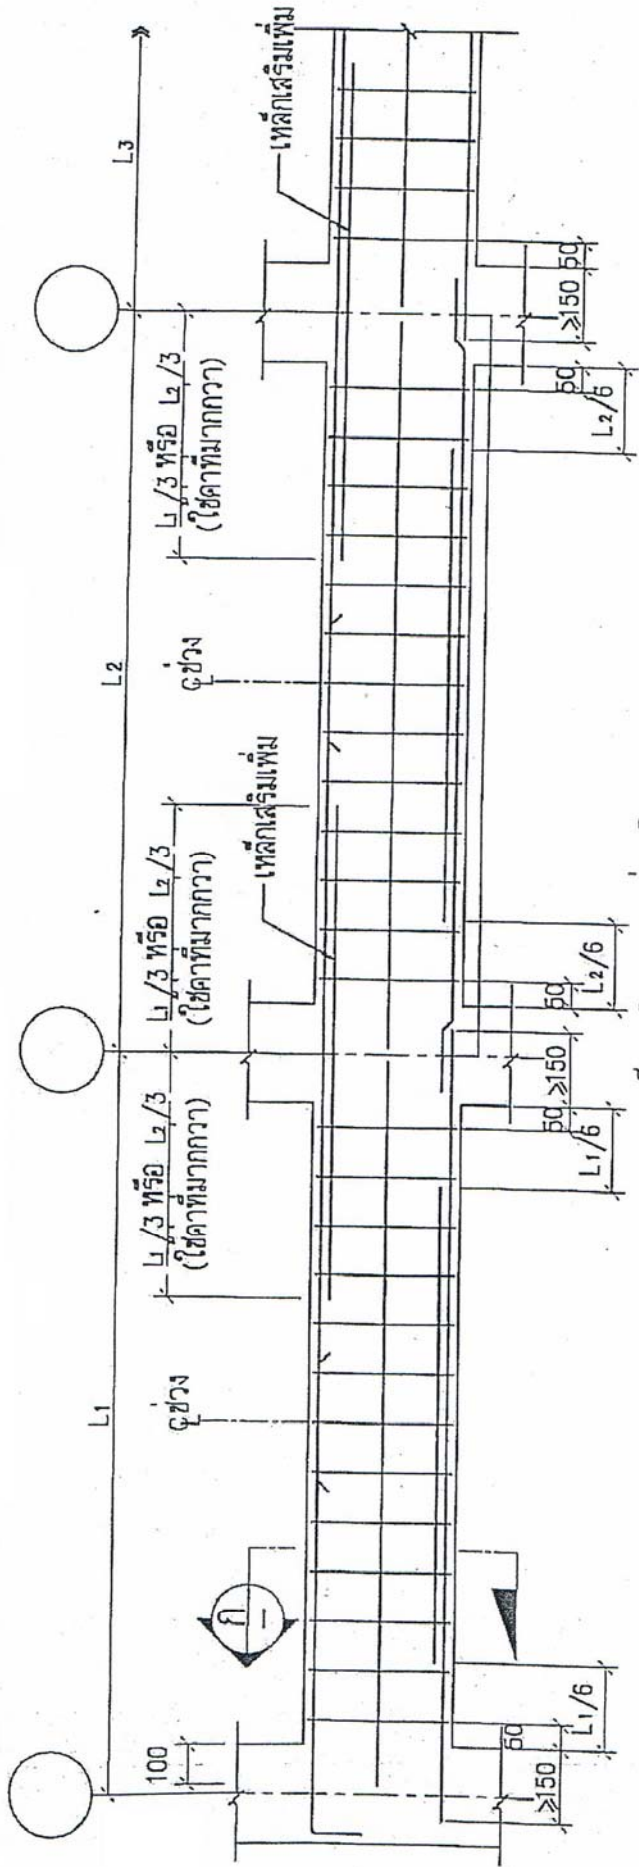 L1
L2
L3
L1/3 หรือ L2/3
(ใช้ค่าที่มากกว่า)
L1/3 หรือ L2/3
(ใช้ค่าที่มากกว่า)
L1/3 หรือ L2/3
(ใช้ค่าที่มากกว่า)
100
ก
℄ ช่วง
℄ ช่วง
เหล็กเสริมเพิ่ม
เหล็กเสริมเพิ่ม
50
≥150
L1/6
50
≥150
50
L1/6
L2/6
50
≥150
50
L2/6